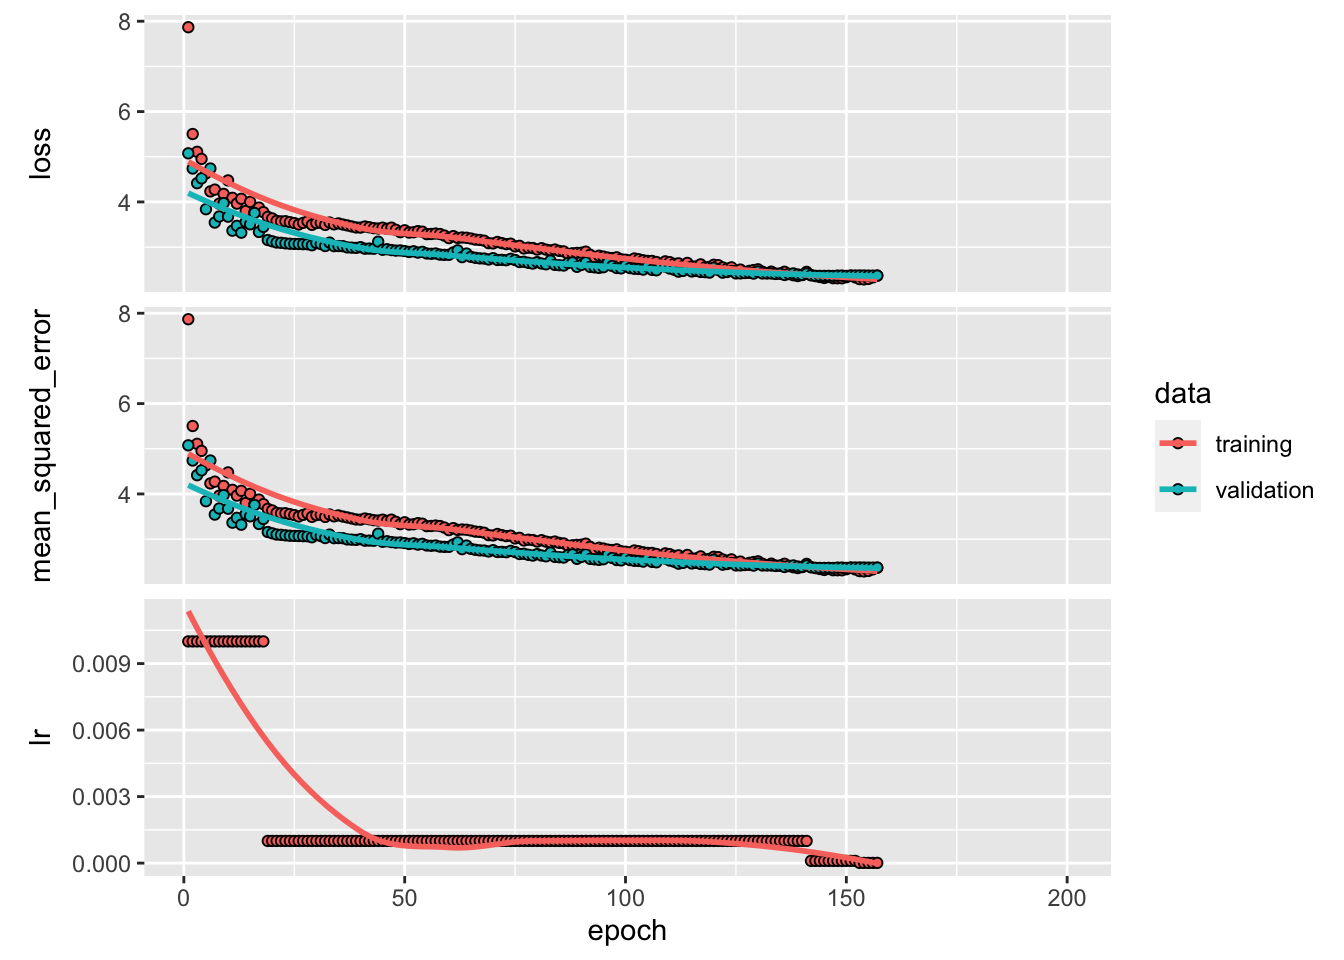 loss
8
6
4
mean_squared_error
8
6
4
lr
0.009
0.006
0.003
0.000
0 50 100 150 200
epoch
data
training
validation